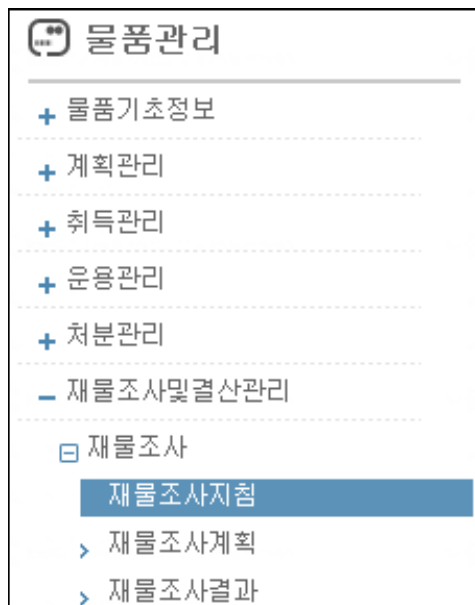 물품관리
물품기초정보
계획관리
취득관리
운용관리
처분관리
재물조사및결산관리
재물조사
재물조사지침
재물조사계획
재물조사결과